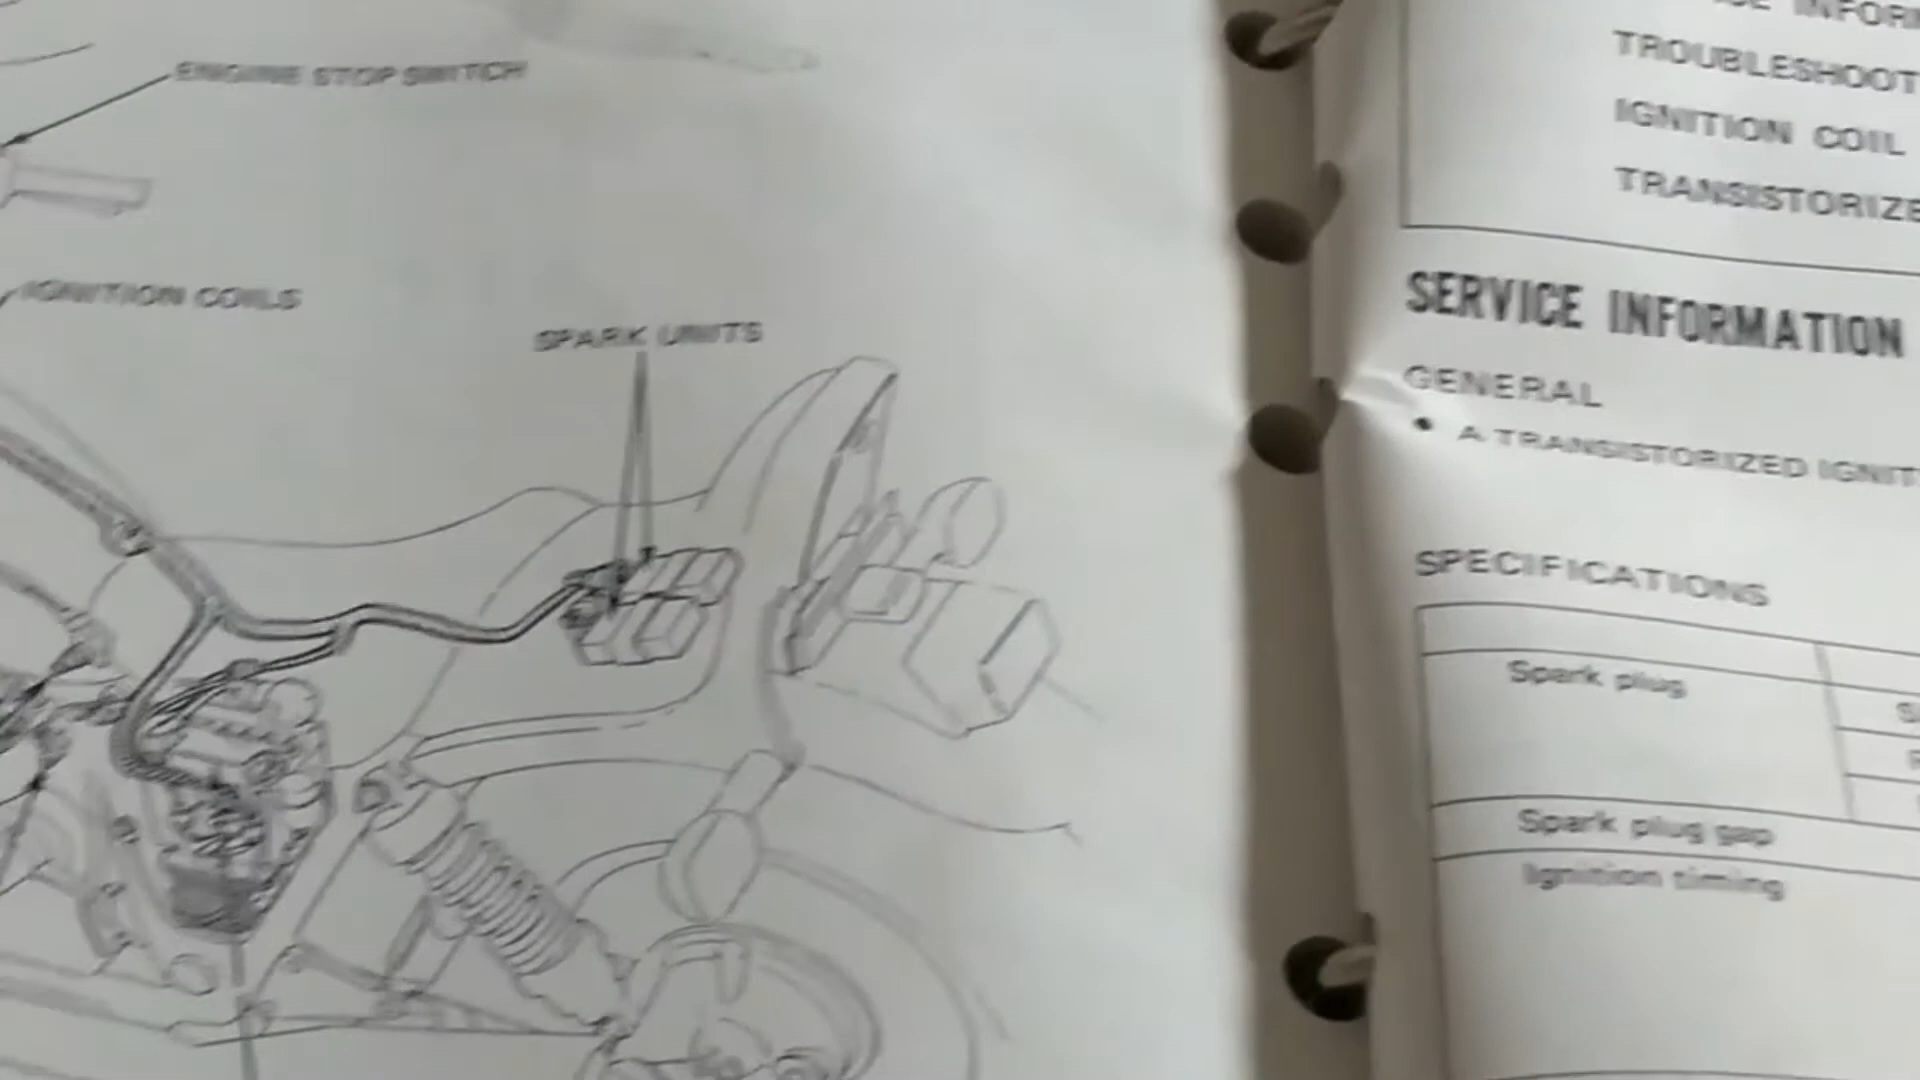 ENGINE STOP SWITCH
IGNITION COILS
SPARK UNITS
TROUBLESHOOT
IGNITION COIL
TRANSISTORIZE
SERVICE INFORMATION
GENERAL
• A TRANSISTORIZED IGNIT
SPECIFICATIONS
Spark plug
Spark plug gap
Ignition timing